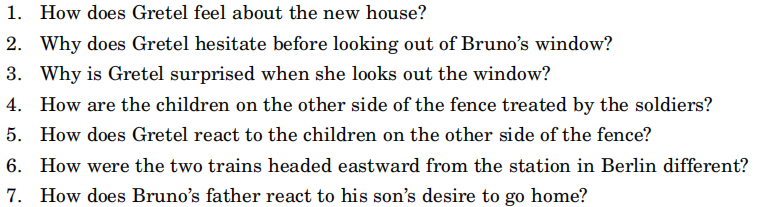 1. How does Gretel feel about the new house?
2. Why does Gretel hesitate before looking out of Bruno’s window?
3. Why is Gretel surprised when she looks out the window?
4. How are the children on the other side of the fence treated by the soldiers?
5. How does Gretel react to the children on the other side of the fence?
6. How were the two trains headed eastward from the station in Berlin different?
7. How does Bruno’s father react to his son’s desire to go home?